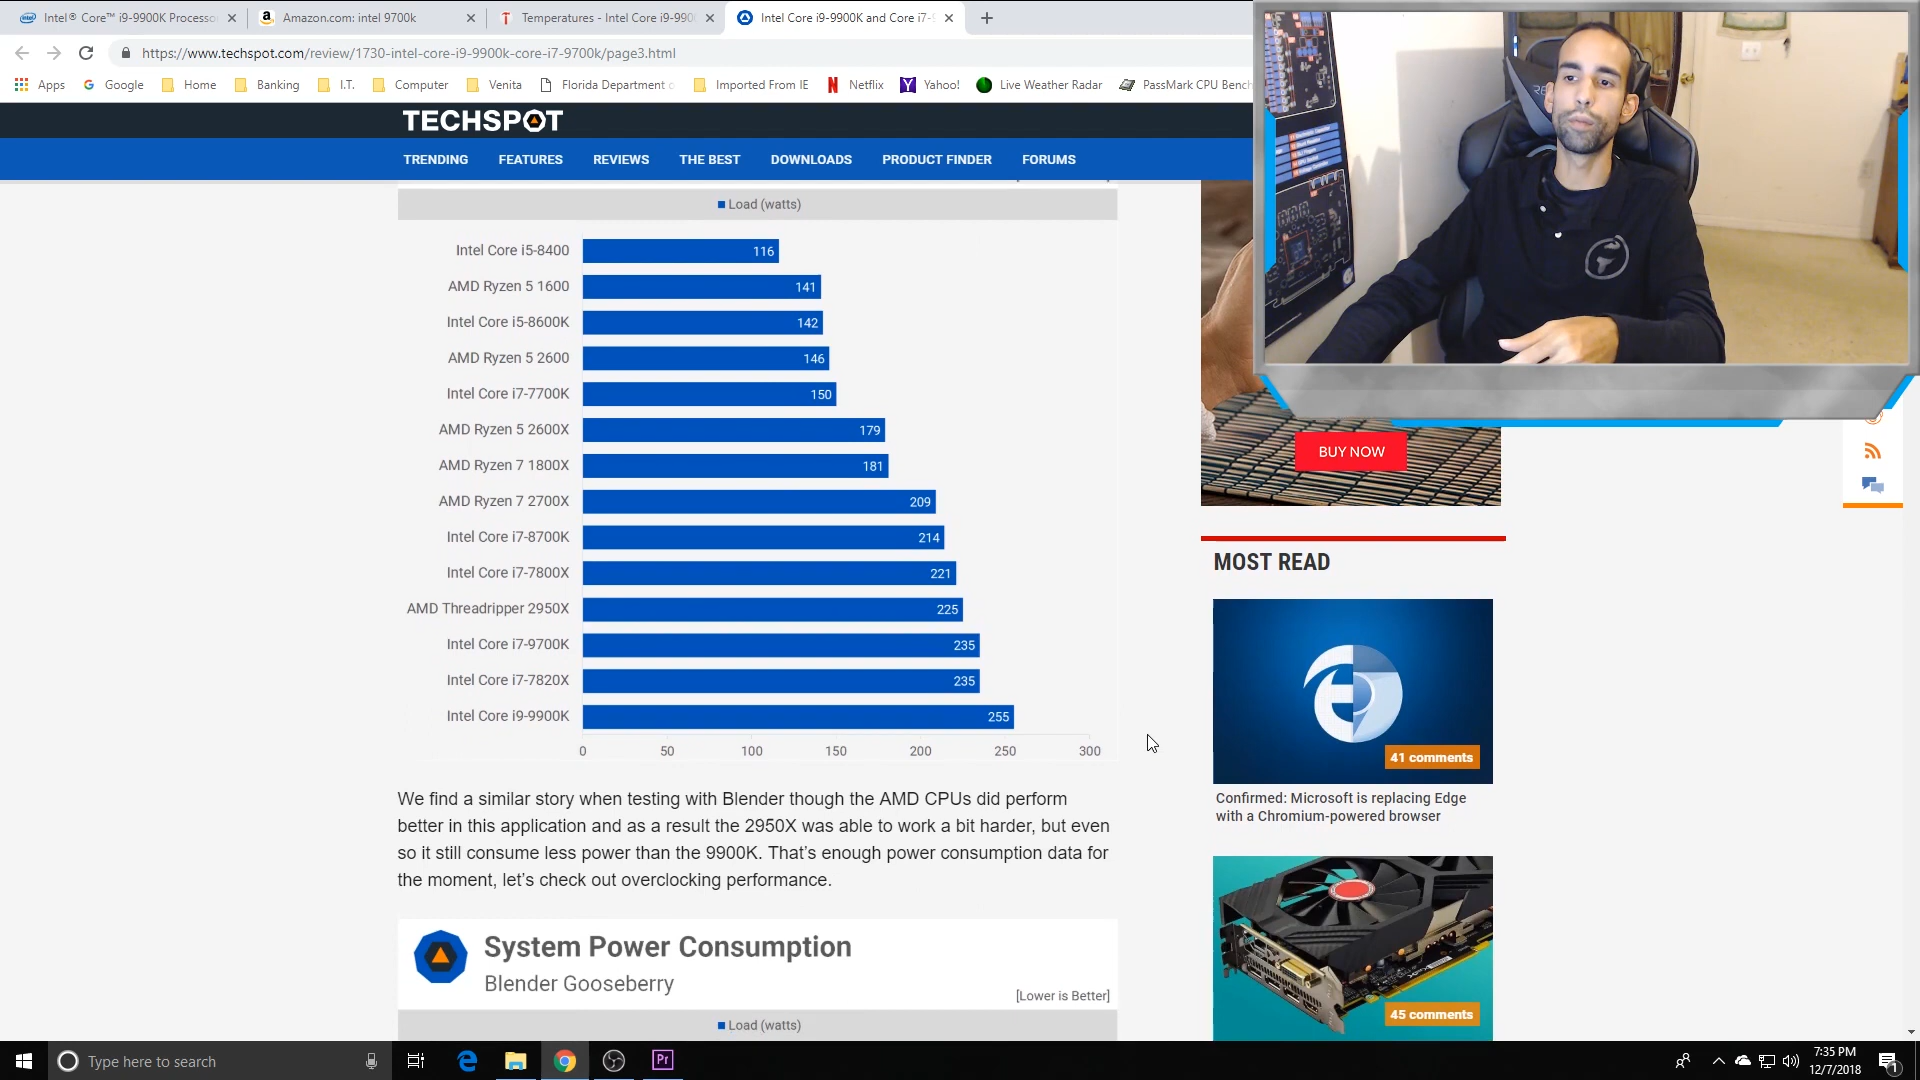 Intel® Core™ i9-9900K Processo
Amazon.com: intel 9700k
Temperatures - Intel Core i9-990
Intel Core i9-9900K and Core i7-9
https://www.techspot.com/review/1730-intel-core-i9-9900k-core-i7-9700k/page3.html
Apps
Google
Home
Banking
I.T.
Computer
Venita
Florida Department o
Imported From IE
Netflix
Yahoo!
Live Weather Radar
PassMark CPU Bench
TECHSPOT
TRENDING
FEATURES
REVIEWS
THE BEST
DOWNLOADS
PRODUCT FINDER
FORUMS
Load (watts)
Intel Core i5-8400 116
AMD Ryzen 5 1600 141
Intel Core i5-8600K 142
AMD Ryzen 5 2600 146
Intel Core i7-7700K 150
AMD Ryzen 5 2600X 179
AMD Ryzen 7 1800X 181
AMD Ryzen 7 2700X 209
Intel Core i7-8700K 214
Intel Core i7-7800X 221
AMD Threadripper 2950X 225
Intel Core i7-9700K 235
Intel Core i7-7820X 235
Intel Core i9-9900K 255
0 50 100 150 200 250 300
We find a similar story when testing with Blender though the AMD CPUs did perform
better in this application and as a result the 2950X was able to work a bit harder, but even
so it still consume less power than the 9900K. That's enough power consumption data for
the moment, let's check out overclocking performance.
System Power Consumption
Blender Gooseberry
[Lower is Better]
Load (watts)
BUY NOW
MOST READ
41 comments
Confirmed: Microsoft is replacing Edge
with a Chromium-powered browser
45 comments
Type here to search
Pr
7:35 PM
12/7/2018
1